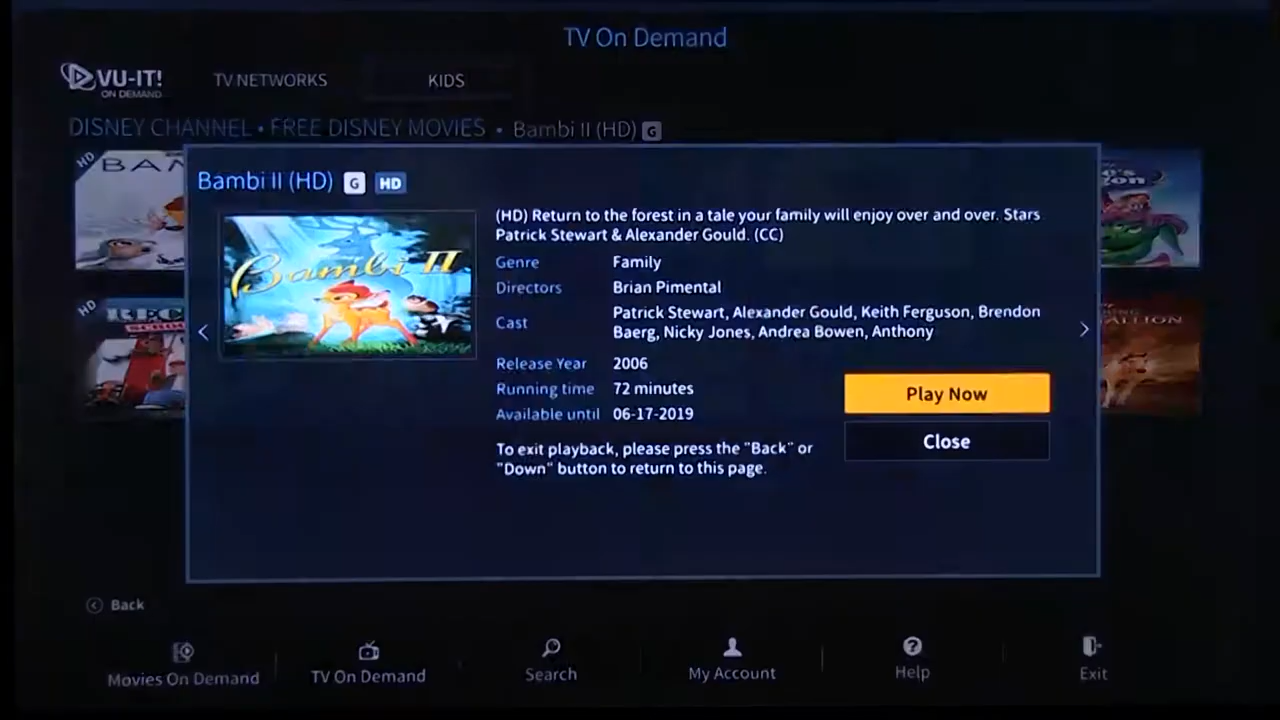 TV On Demand
VU-IT!
ON DEMAND
TV NETWORKS
KIDS
DISNEY CHANNEL • FREE DISNEY MOVIES • Bambi II (HD) G
HD
BAM
Bambi II (HD) G HD
Bambi II
(HD) Return to the forest in a tale your family will enjoy over and over. Stars
Patrick Stewart & Alexander Gould. (CC)
Genre Family
Directors Brian Pimental
Cast Patrick Stewart, Alexander Gould, Keith Ferguson, Brendon
Baerg, Nicky Jones, Andrea Bowen, Anthony
Release Year 2006
Running time 72 minutes
Available until 06-17-2019
To exit playback, please press the "Back" or
"Down" button to return to this page.
Play Now
Close
HD
Back
Movies On Demand
TV On Demand
Search
My Account
Help
Exit